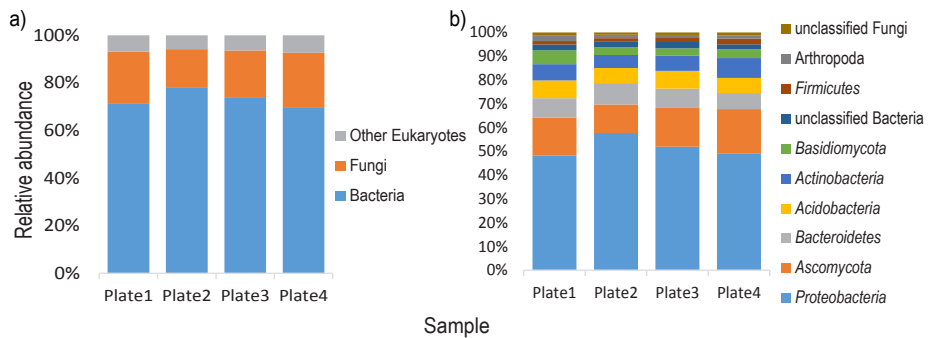 a)
100%
80%
60%
40%
20%
0%
Relative abundance
Plate1 Plate2 Plate3 Plate4
Other Eukaryotes
Fungi
Bacteria
b)
100%
90%
80%
70%
60%
50%
40%
30%
20%
10%
0%
Plate1 Plate2 Plate3 Plate4
unclassified Fungi
Arthropoda
Firmicutes
unclassified Bacteria
Basidiomycota
Actinobacteria
Acidobacteria
Bacteroidetes
Ascomycota
Proteobacteria
Sample